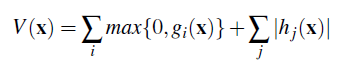 V(x) = ∑_i max{0, g_i(x)} + ∑_j |h_j(x)|